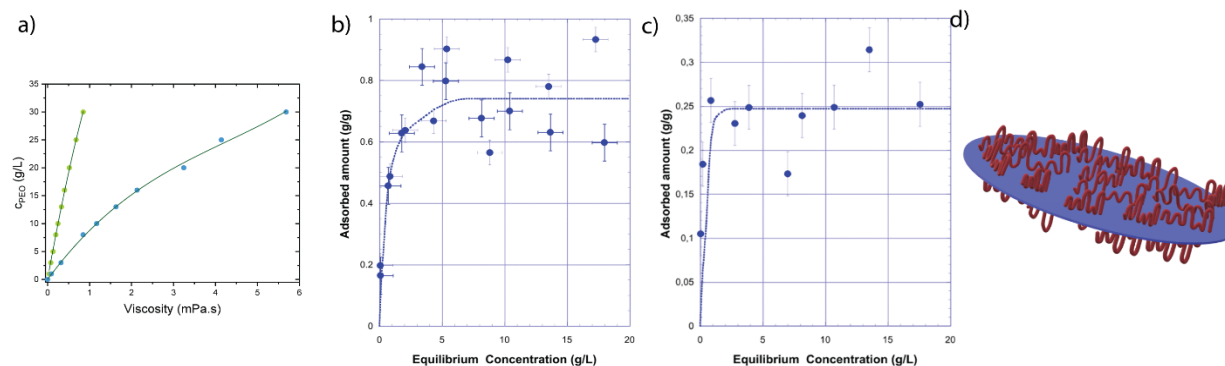 a)
35
30
25
20
15
10
5
0
c_PEO (g/L)
0 1 2 3 4 5 6
Viscosity (mPa.s)
b)
1
0.8
0.6
0.4
0.2
0
Adsorbed amount (g/g)
0 5 10 15 20
Equilibrium Concentration (g/L)
c)
0,35
0,3
0,25
0,2
0,15
0,1
0,05
0
Adsorbed amount (g/g)
0 5 10 15 20
Equilibrium Concentration (g/L)
d)